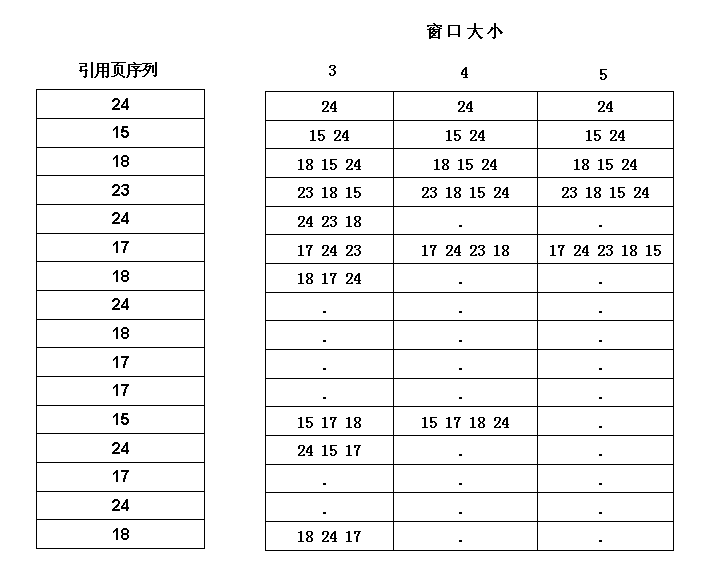 窗口大小
引用页序列 3 4 5
24 24 24 24
15 15 24 15 24 15 24
18 18 15 24 18 15 24 18 15 24
23 23 18 15 23 18 15 24 23 18 15 24
24 24 23 18 . .
17 17 24 23 17 24 23 18 17 24 23 18 15
18 18 17 24 . .
24 . . .
18 . . .
17 . . .
17 . . .
15 15 17 18 15 17 18 24 .
24 24 15 17 . .
17 . . .
24 . . .
18 18 24 17 . .